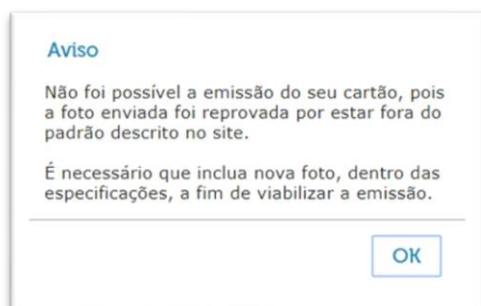 Aviso
Não foi possível a emissão do seu cartão, pois
a foto enviada foi reprovada por estar fora do
padrão descrito no site.
É necessário que inclua nova foto, dentro das
especificações, a fim de viabilizar a emissão.
OK